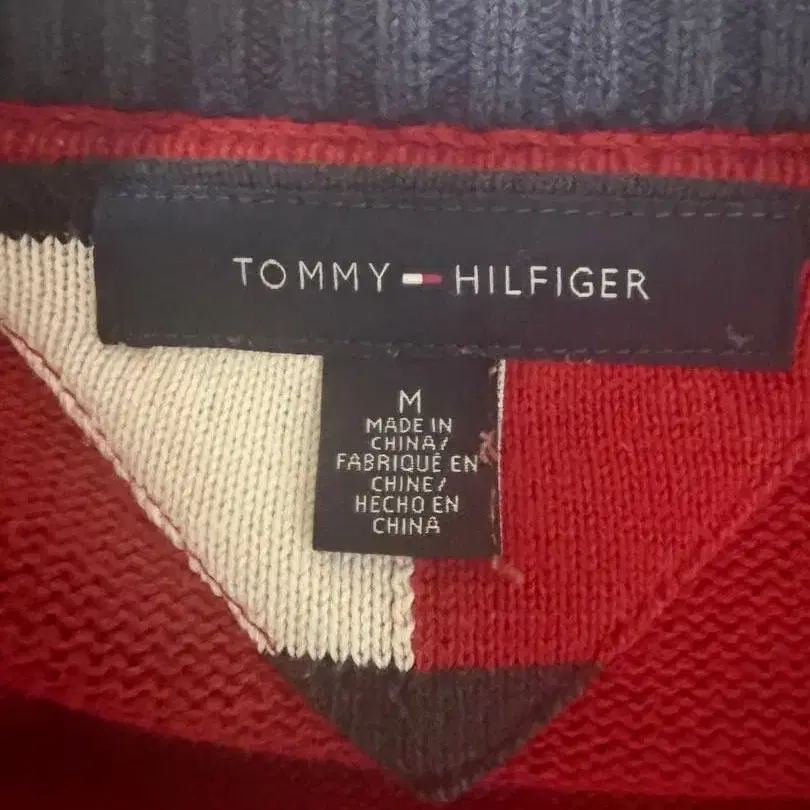 TOMMY HILFIGER
M
MADE IN
CHINA/
FABRIQUÉ EN
CHINE/
HECHO EN
CHINA